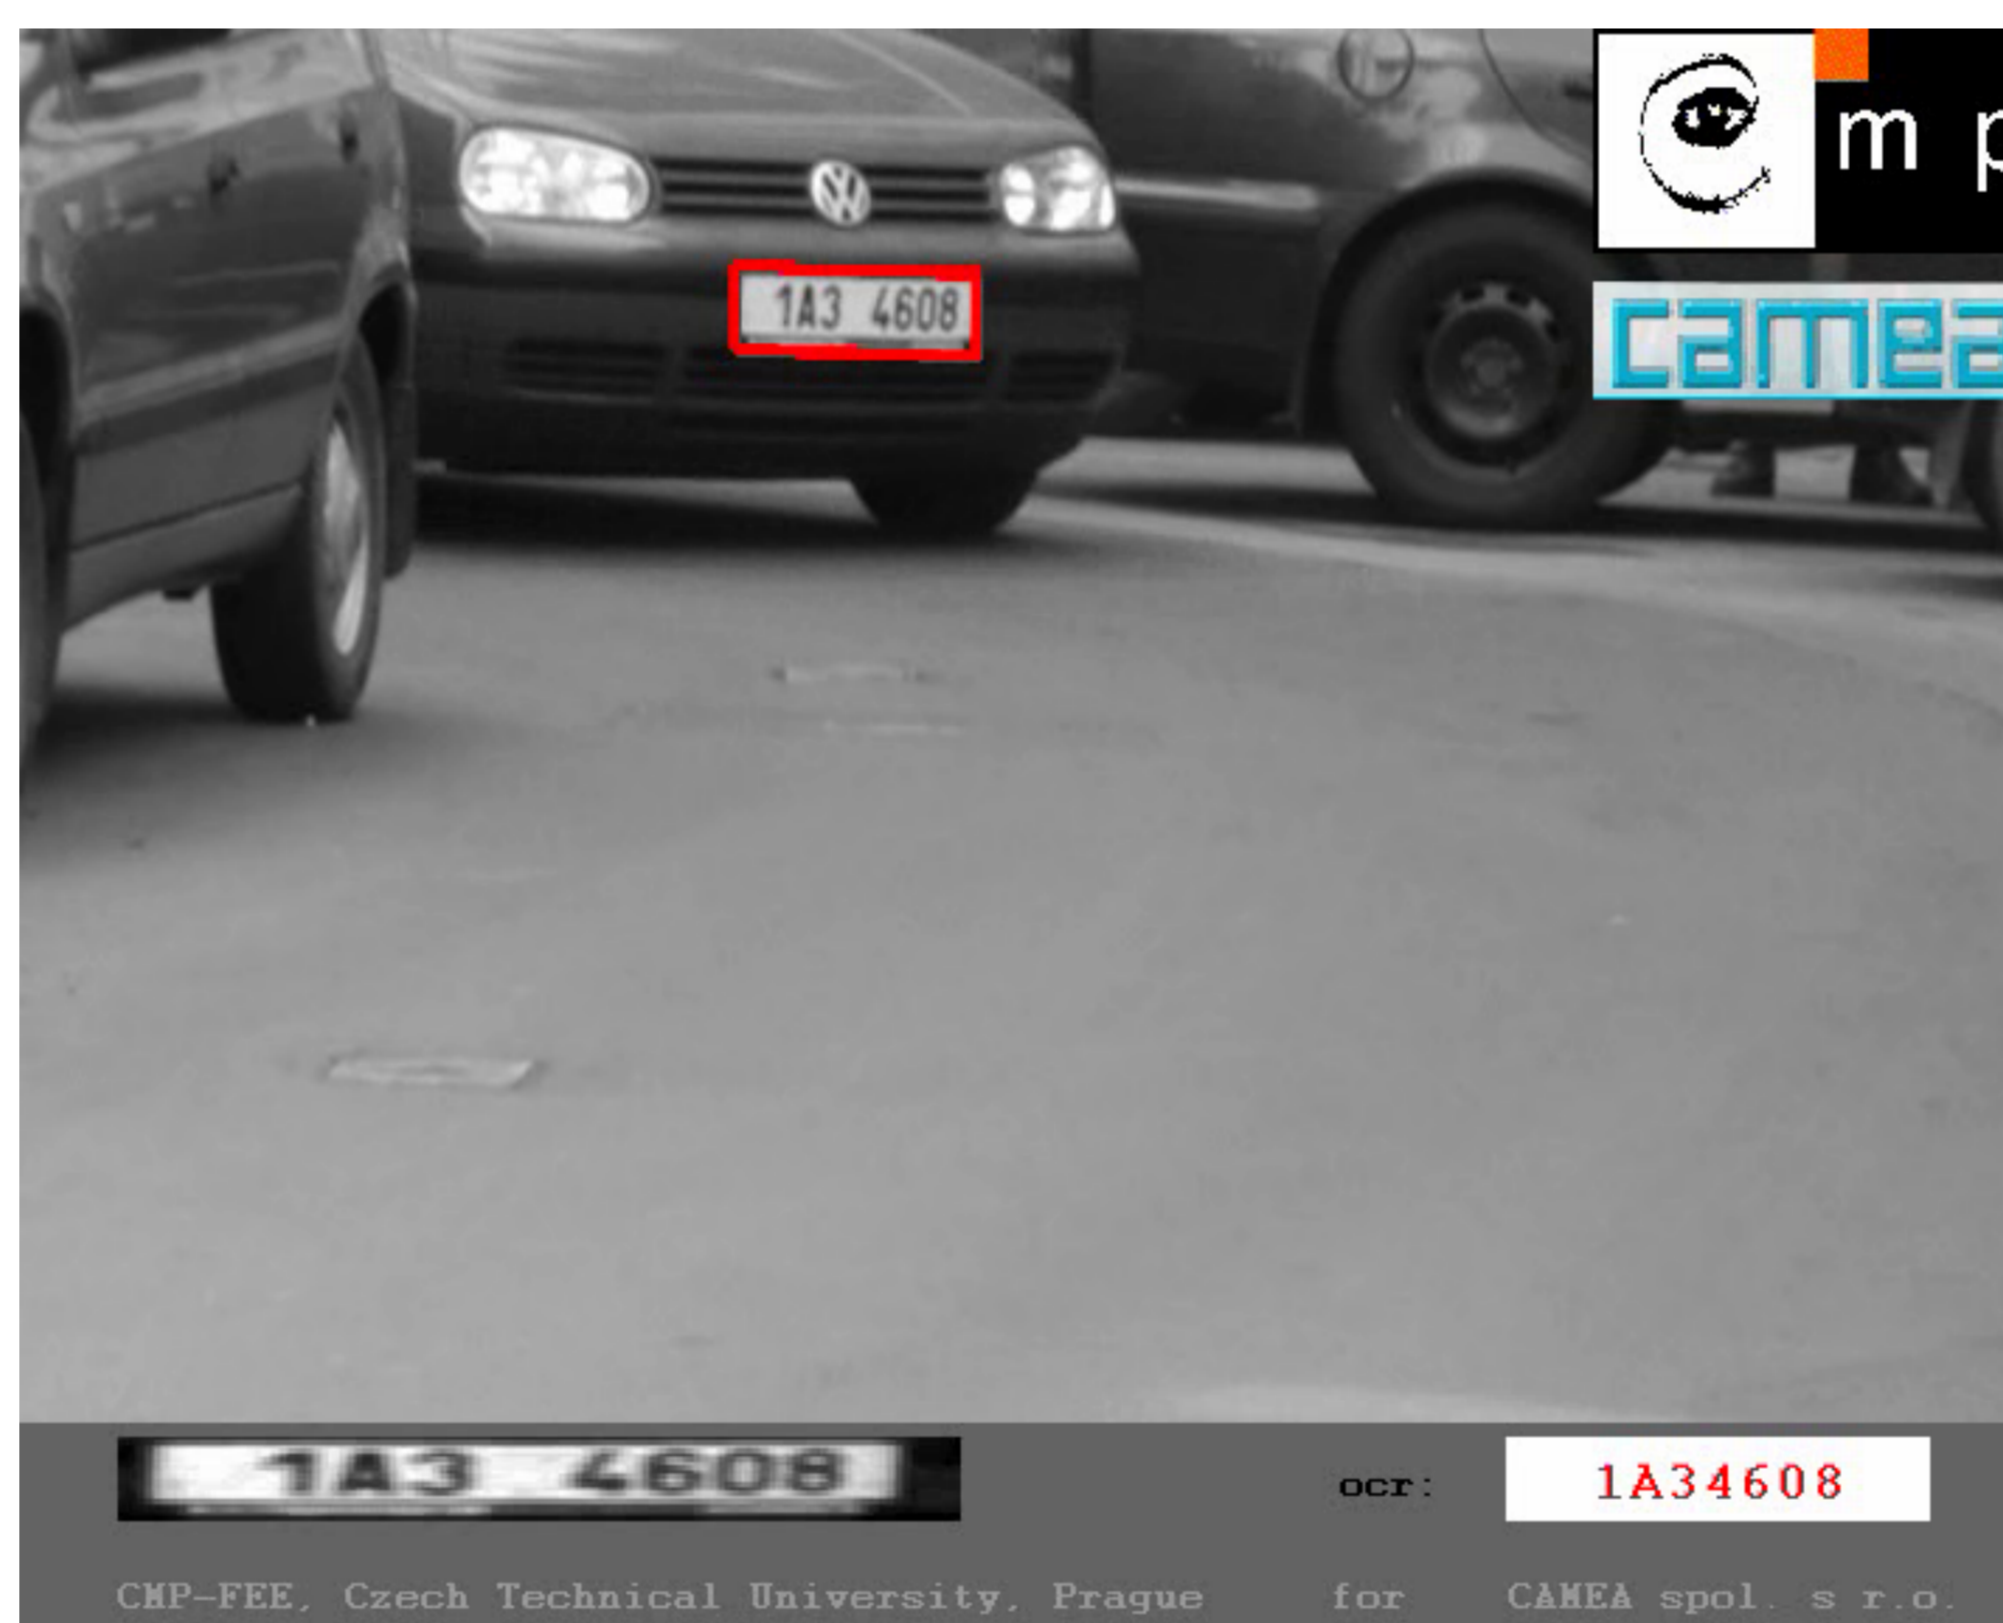 m p
camea
1A3 4608
1A3 4608
ocr: 1A34608
CMP-FEE, Czech Technical University, Prague for CAMEA spol. s r.o.